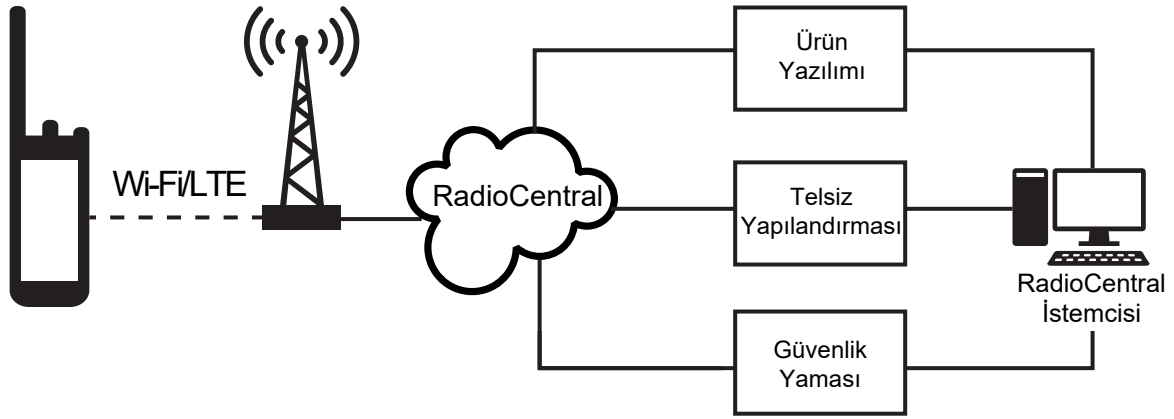 Wi-Fi/LTE
RadioCentral
Ürün
Yazılımı
Telsiz
Yapılandırması
Güvenlik
Yaması
RadioCentral
İstemcisi